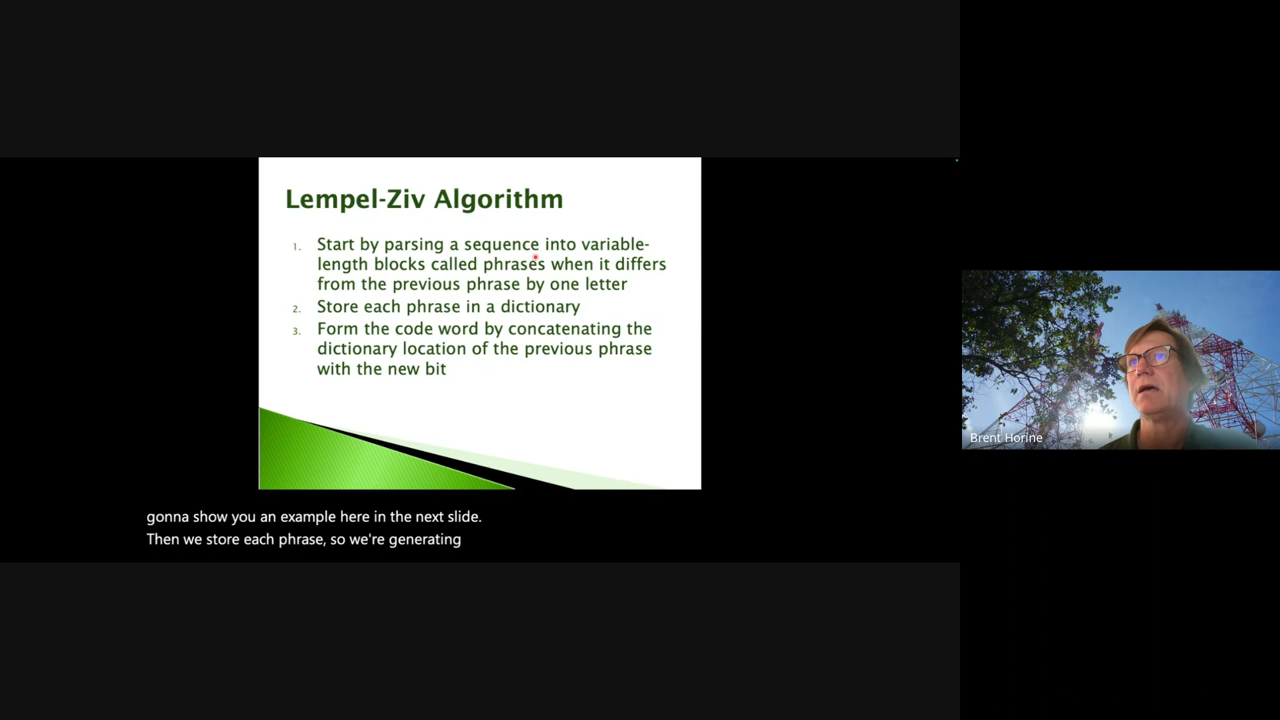 Lempel-Ziv Algorithm
1. Start by parsing a sequence into variable-
length blocks called phrases when it differs
from the previous phrase by one letter
2. Store each phrase in a dictionary
3. Form the code word by concatenating the
dictionary location of the previous phrase
with the new bit
Brent Horine
gonna show you an example here in the next slide.
Then we store each phrase, so we're generating